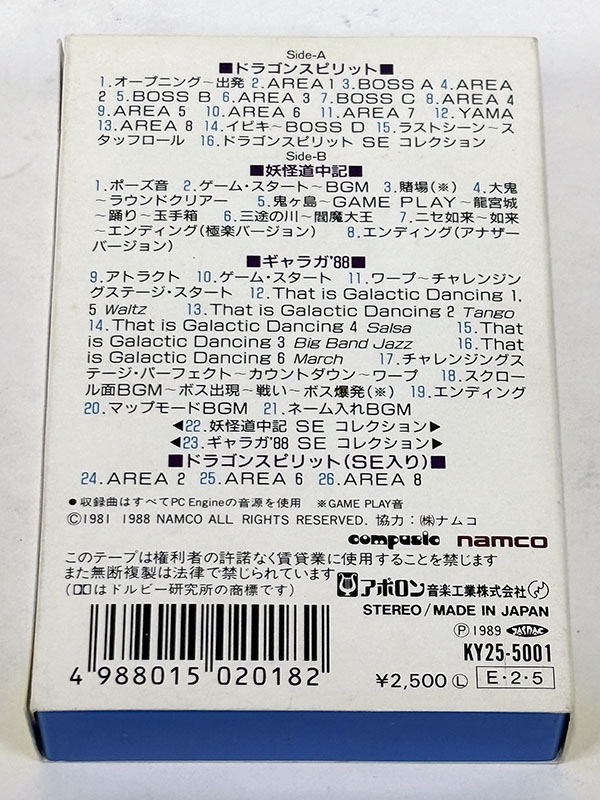 Side-A
■ドラゴンスピリット■
1.オープニング〜出発 2.AREA 1 3.BOSS A 4.AREA
2 5.BOSS B 6.AREA 3 7.BOSS C 8.AREA 4
9.AREA 5 10.AREA 6 11.AREA 7 12.YAMA
13.AREA 8 14.イビキ〜BOSS D 15.ラストシーン〜ス
タッフロール 16.ドラゴンスピリット SE コレクション
Side-B
■妖怪道中記■
1.ポーズ音 2.ゲーム・スタート〜BGM 3.賭場(※) 4.大鬼
〜ラウンドクリアー 5.鬼ヶ島〜GAME PLAY〜龍宮城
〜踊り〜玉手箱 6.三途の川〜閻魔大王 7.ニセ如来〜如来
〜エンディング(極楽バージョン) 8.エンディング(アナザー
バージョン)
■ギャラガ'88■
9.アトラクト 10.ゲーム・スタート 11.ワープ〜チャレンジン
グステージ・スタート 12.That is Galactic Dancing 1,
5 Waltz 13.That is Galactic Dancing 2 Tango
14.That is Galactic Dancing 4 Salsa 15.That
is Galactic Dancing 3 Big Band Jazz 16.That
is Galactic Dancing 6 March 17.チャレンジングス
テージ・パーフェクト〜カウントダウン〜ワープ 18.スクロー
ル面BGM〜ボス出現〜戦い〜ボス爆発(※) 19.エンディング
20.マップモードBGM 21.ネーム入れBGM
◀22.妖怪道中記 SE コレクション▶
◀23.ギャラガ'88 SE コレクション▶
■ドラゴンスピリット(SE入り)■
24.AREA 2 25.AREA 6 26.AREA 8
●収録曲はすべてPC Engineの音源を使用 ※GAME PLAY音
©1981 1988 NAMCO ALL RIGHTS RESERVED. 協力:㈱ナムコ
compusic namco
このテープは権利者の許諾なく賃貸業に使用することを禁じます
また無断複製は法律で禁じられています
(はドルビー研究所の商標です)
アポロン音楽工業株式会社
STEREO/MADE IN JAPAN
Ⓟ1989 JASRAC
KY25-5001
4 988015 020182
¥2,500 Ⓛ E・2・5